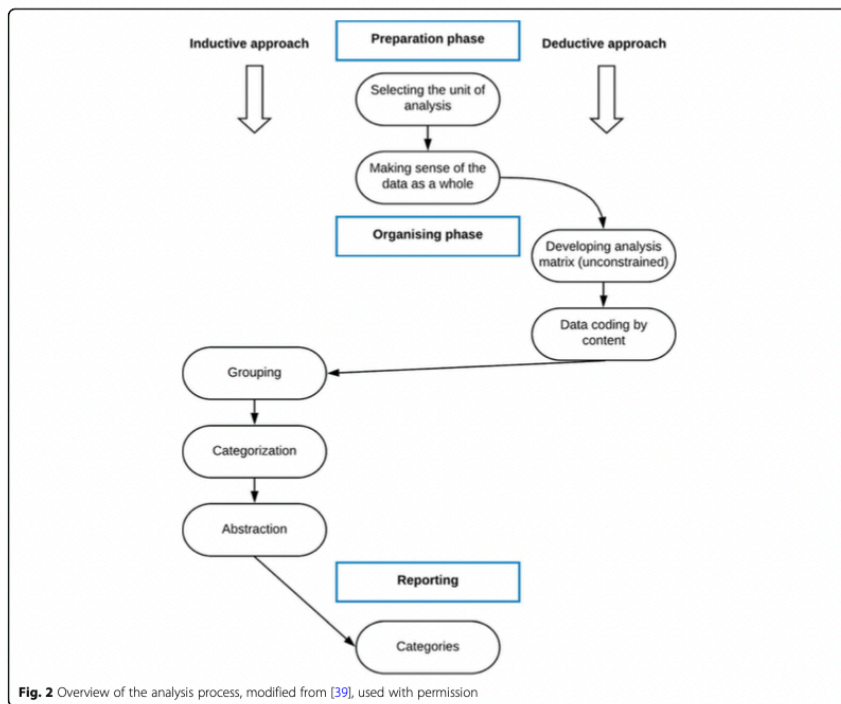 Inductive approach
Preparation phase
Deductive approach
Selecting the unit of
analysis
Making sense of the
data as a whole
Organising phase
Developing analysis
matrix (unconstrained)
Data coding by
content
Grouping
Categorization
Abstraction
Reporting
Categories
Fig. 2 Overview of the analysis process, modified from [39], used with permission